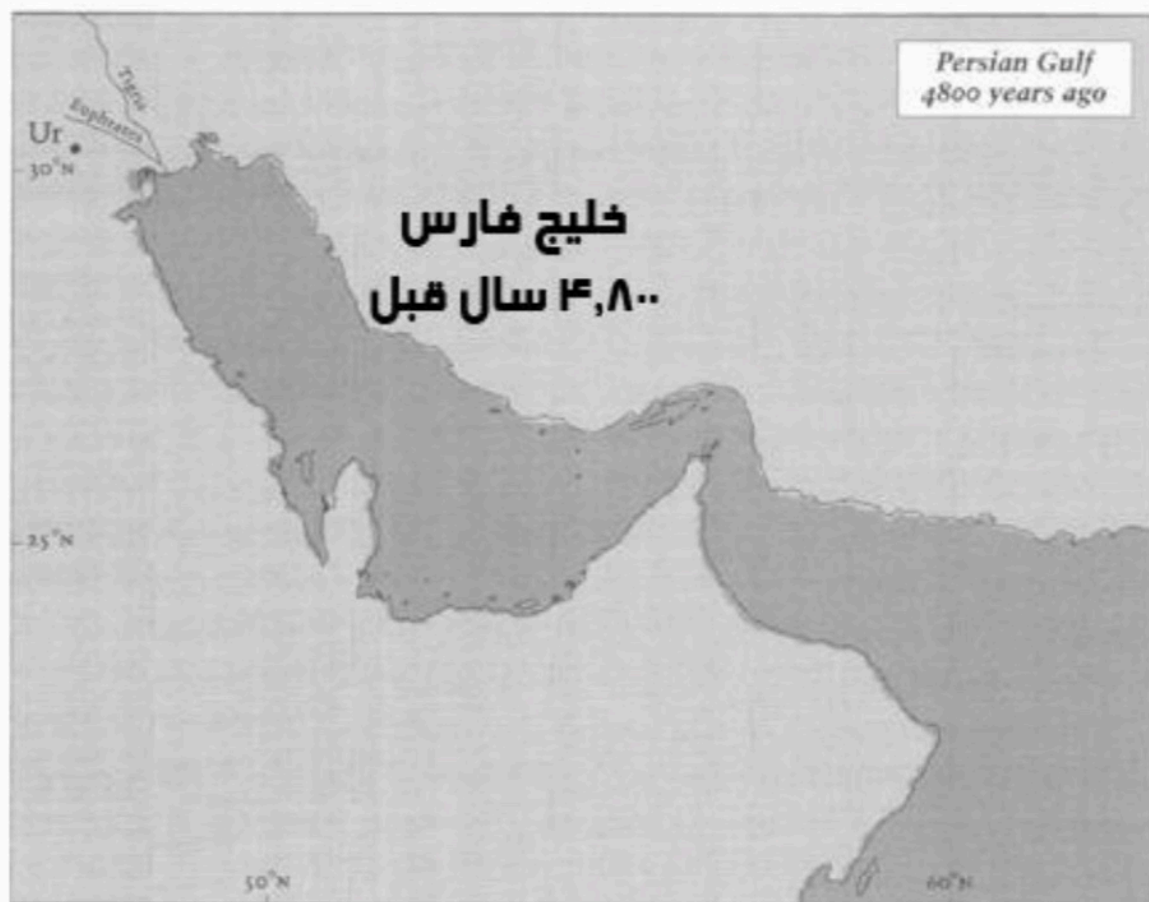 Persian Gulf
4800 years ago
Tigris
Euphrates
Ur
30°N
خلیج فارس
۴,۸۰۰ سال قبل
25°N
50°N
60°N